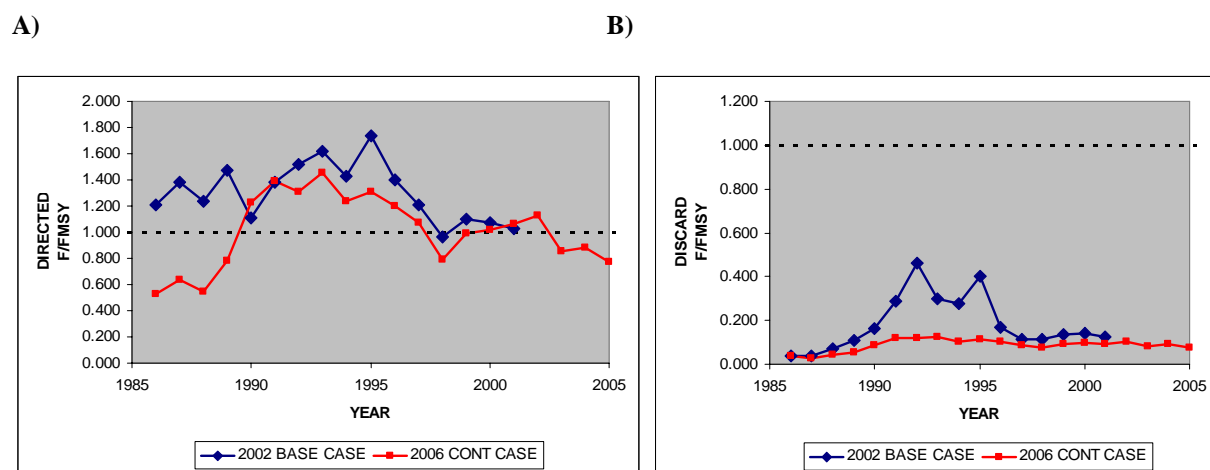 A)
B)
DIRECTED
F/FMSY
2.000
1.800
1.600
1.400
1.200
1.000
0.800
0.600
0.400
0.200
0.000
1985 1990 1995 2000 2005
YEAR
2002 BASE CASE 2006 CONT CASE
DISCARD
F/FMSY
1.200
1.000
0.800
0.600
0.400
0.200
0.000
1985 1990 1995 2000 2005
YEAR
2002 BASE CASE 2006 CONT CASE